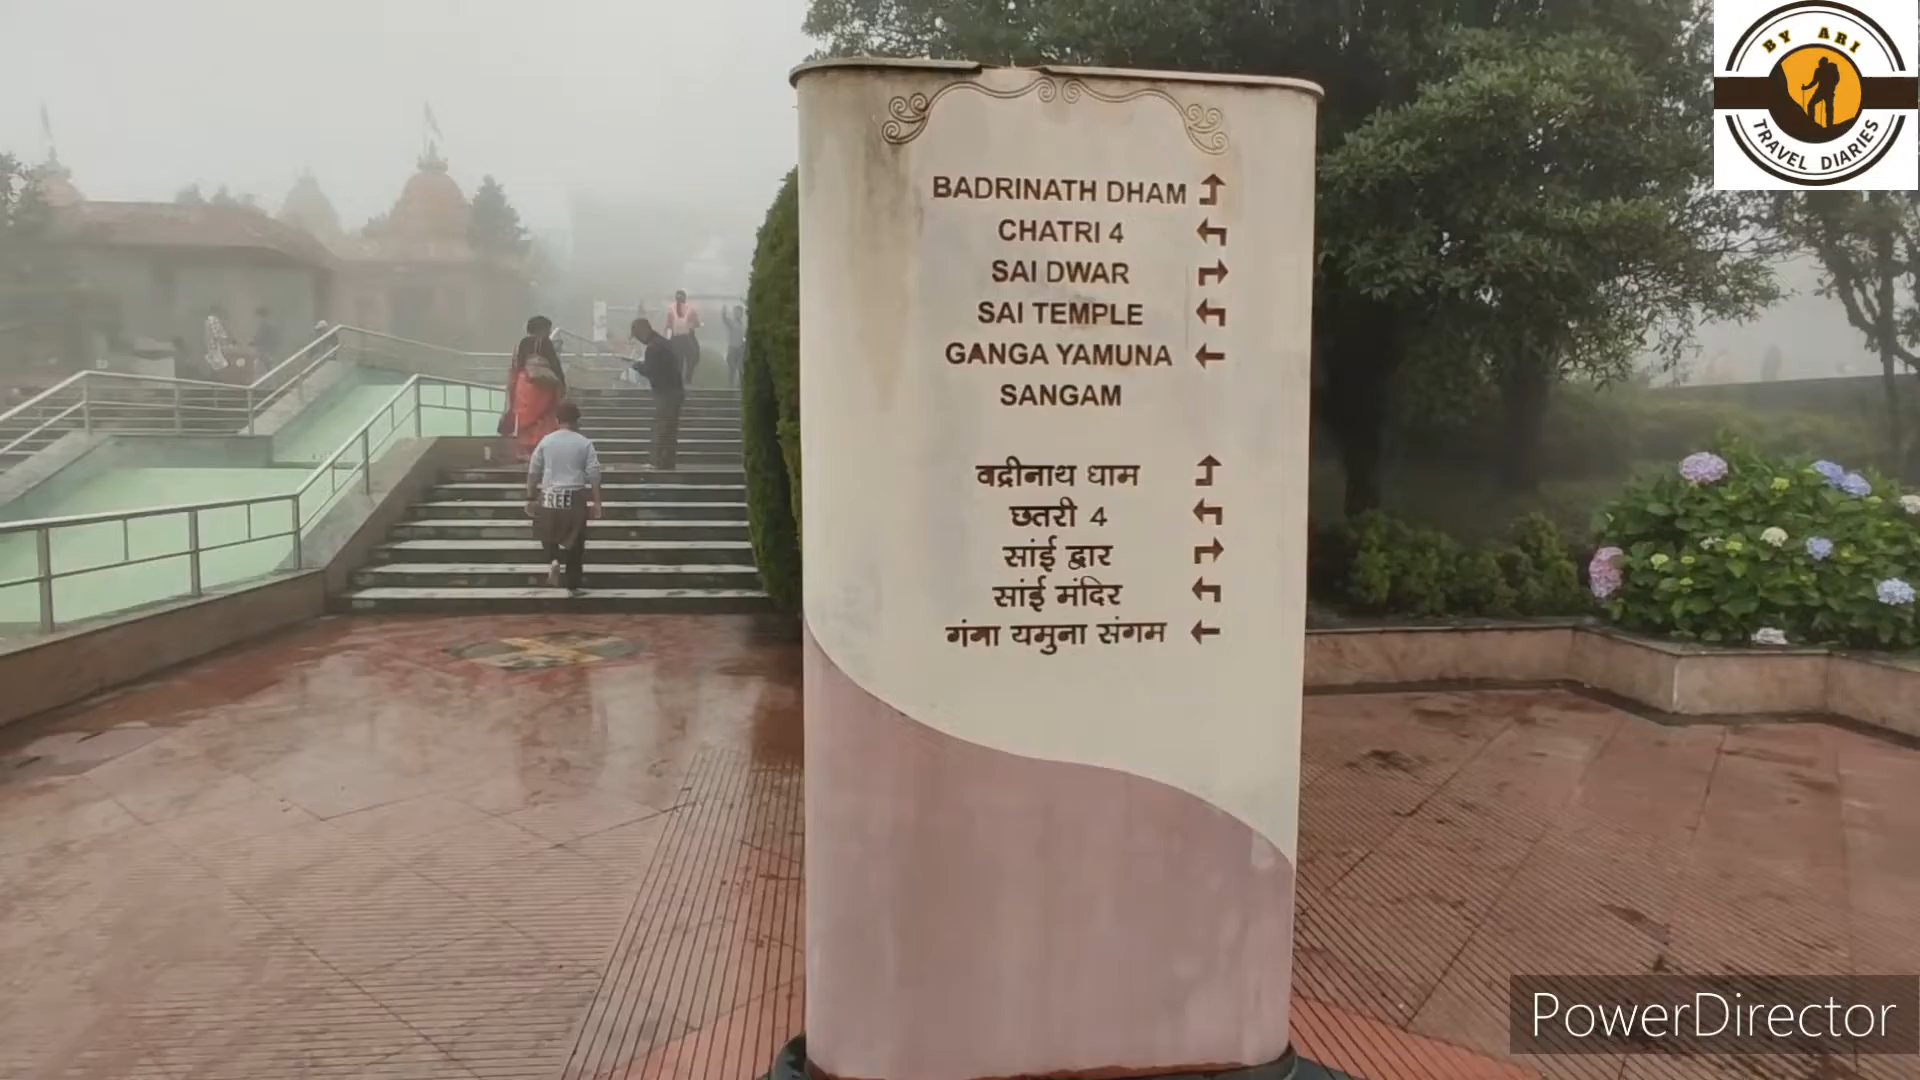 BY ARI
TRAVEL DIARIES
BADRINATH DHAM
CHATRI 4
SAI DWAR
SAI TEMPLE
GANGA YAMUNA
SANGAM
वद्रीनाथ धाम
छतरी 4
सांई द्वार
सांई मंदिर
गंगा यमुना संगम
FREE
PowerDirector